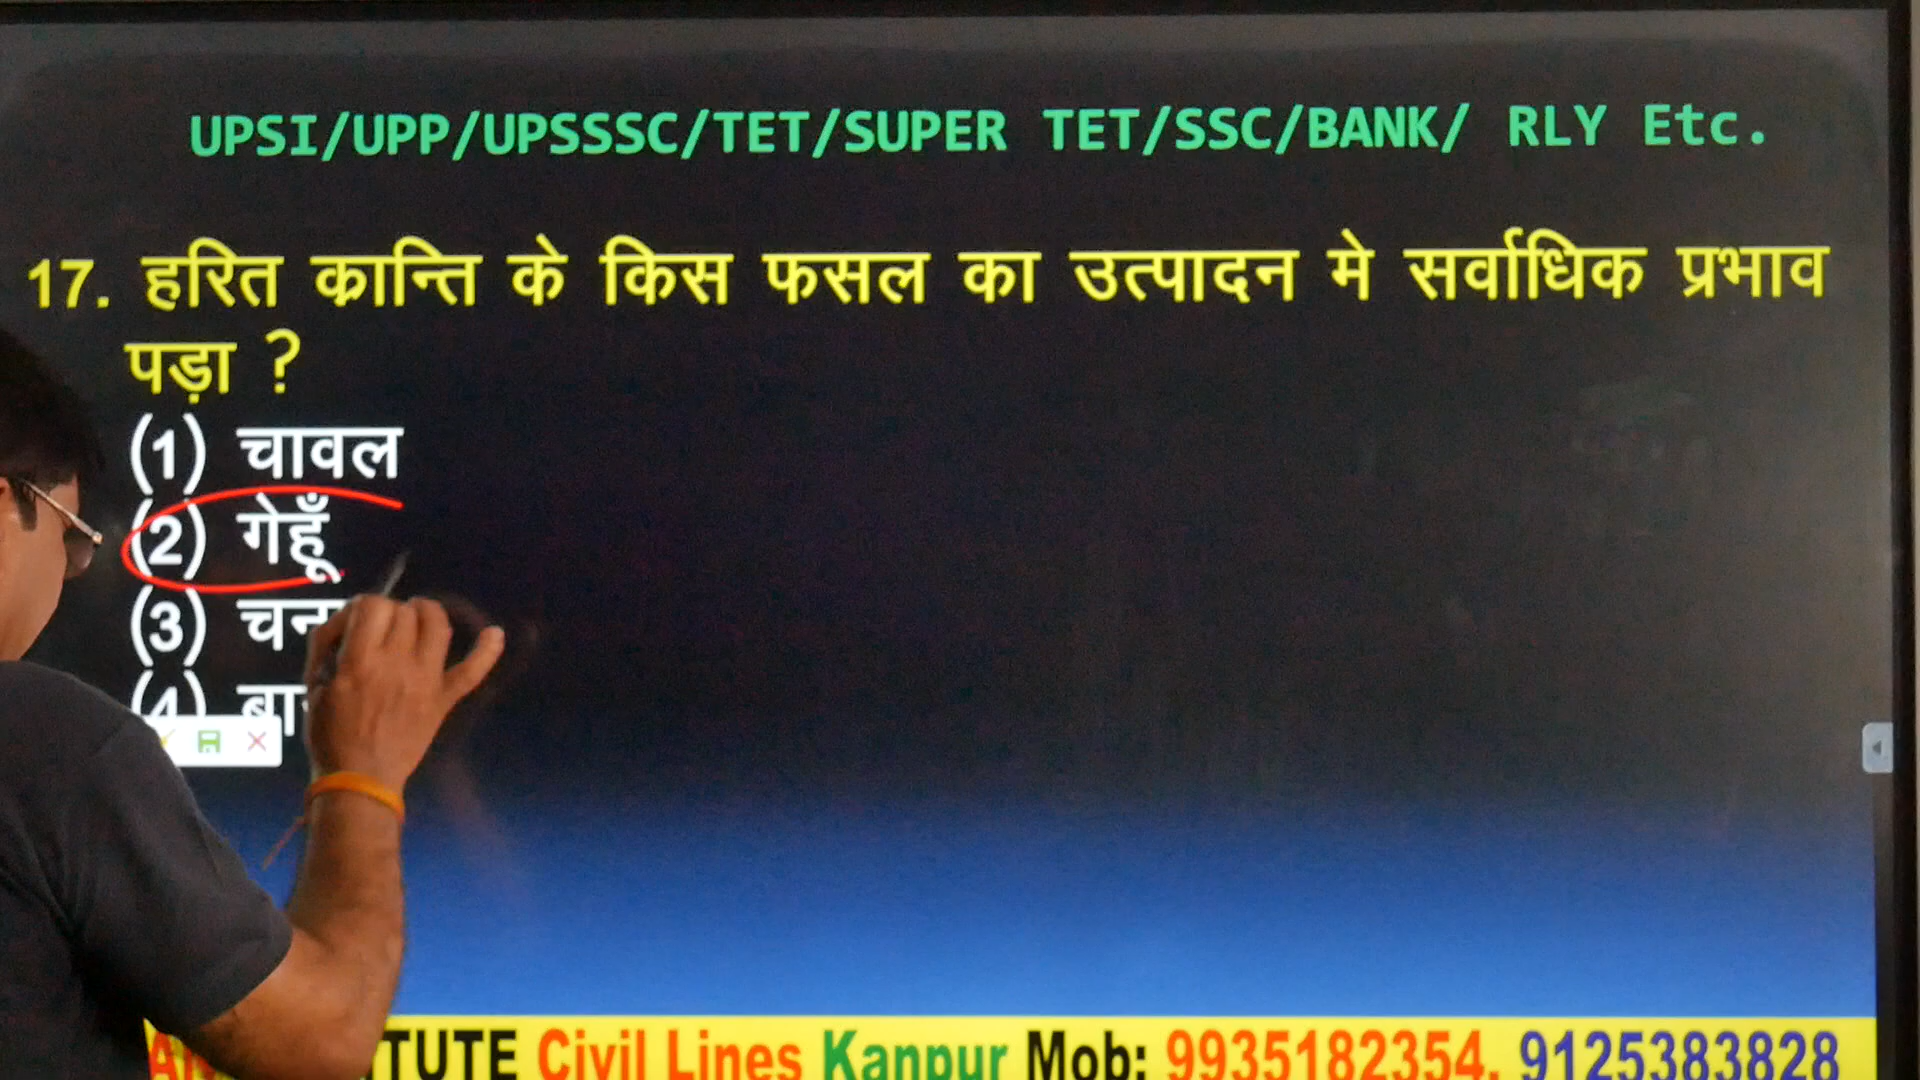 UPSI/UPP/UPSSSC/TET/SUPER TET/SSC/BANK/ RLY Etc.
17. हरित क्रान्ति के किस फसल का उत्पादन मे सर्वाधिक प्रभाव
पड़ा ?
(1) चावल
(2) गेहूँ
(3)
(4)
Civil Lines Kanpur Mob: 9935182354, 9125383828